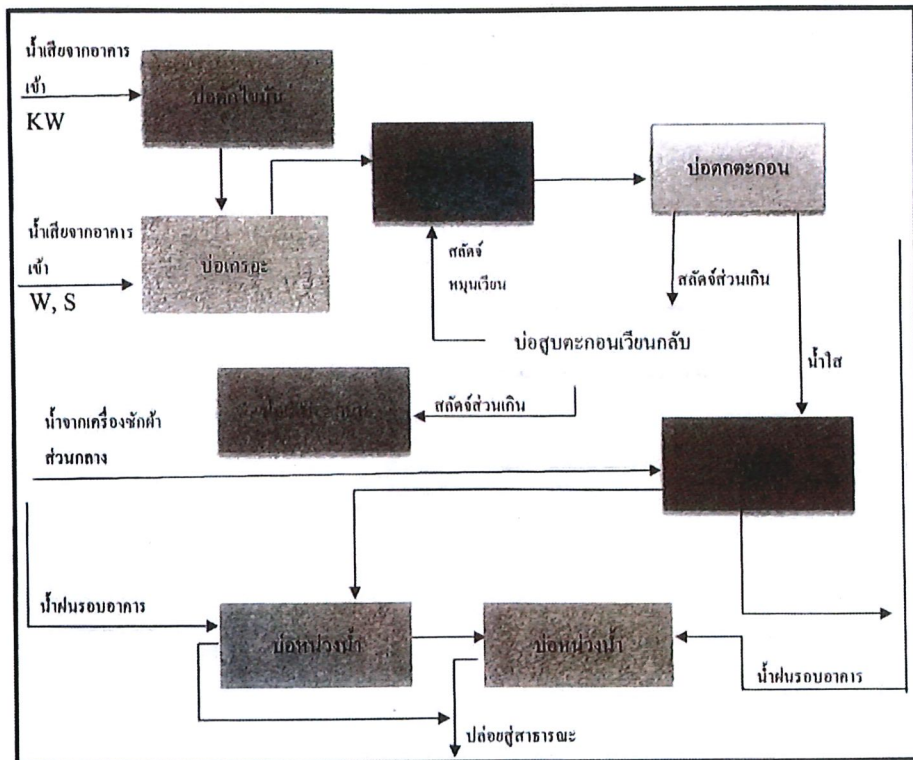 น้ำเสียจากอาคาร
เข้า
KW
บ่อดักไขมัน
บ่อตกตะกอน
น้ำเสียจากอาคาร
เข้า
W, S
บ่อเกรอะ
สลัดจ์
หมุนเวียน
สลัดจ์ส่วนเกิน
บ่อสูบตะกอนเวียนกลับ
น้ำใส
สลัดจ์ส่วนเกิน
น้ำจากเครื่องซักผ้า
ส่วนกลาง
น้ำฝนรอบอาคาร
บ่อหน่วงน้ำ
บ่อหน่วงน้ำ
น้ำฝนรอบอาคาร
ปล่อยสู่สาธารณะ